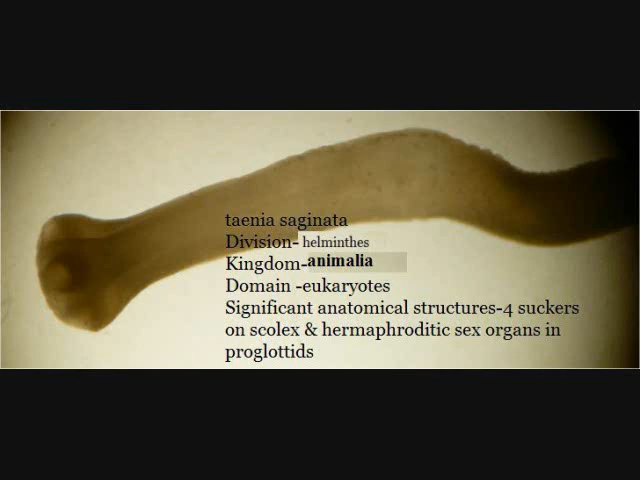 taenia saginata
Division- helminthes
Kingdom-animalia
Domain -eukaryotes
Significant anatomical structures-4 suckers
on scolex & hermaphroditic sex organs in
proglottids